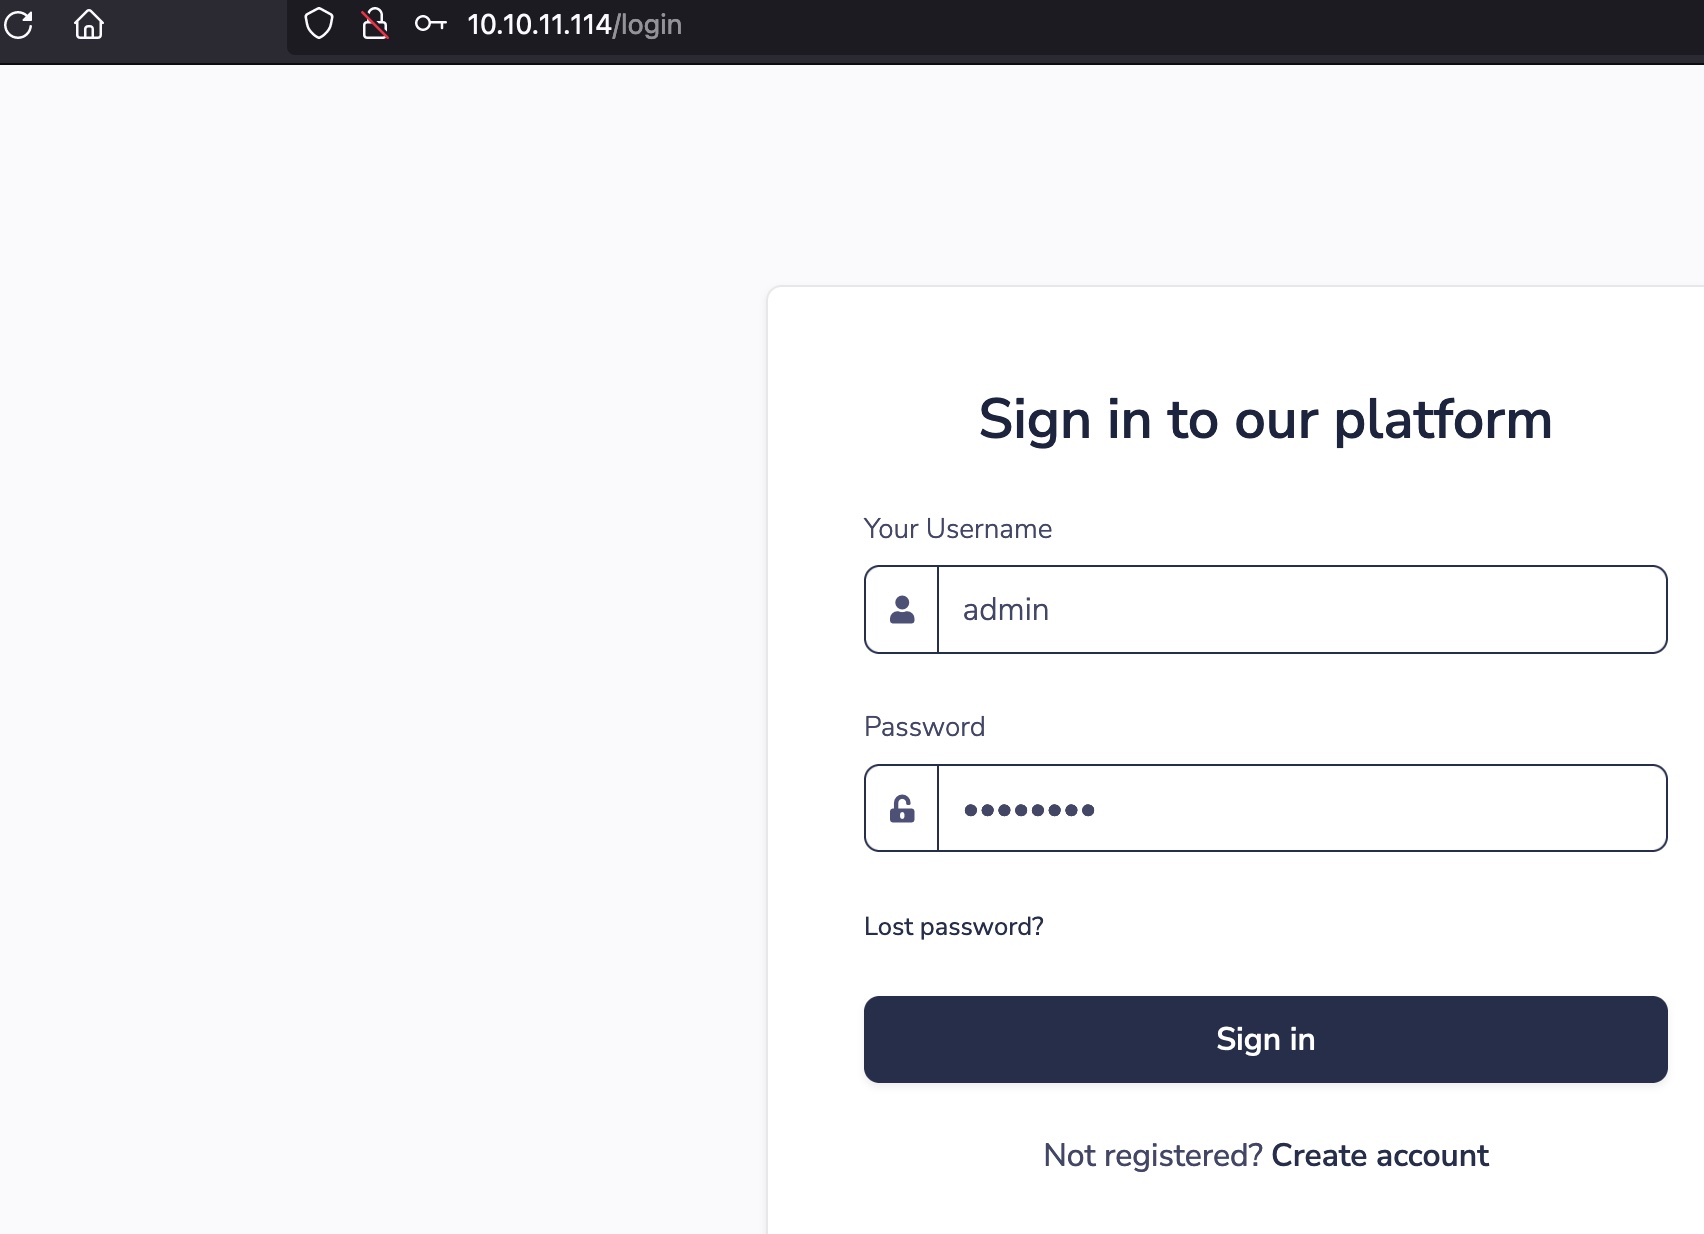 10.10.11.114/login
Sign in to our platform
Your Username
admin
Password
••••••••
Lost password?
Sign in
Not registered? Create account